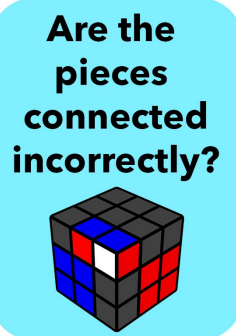 Are the
pieces
connected
incorrectly?